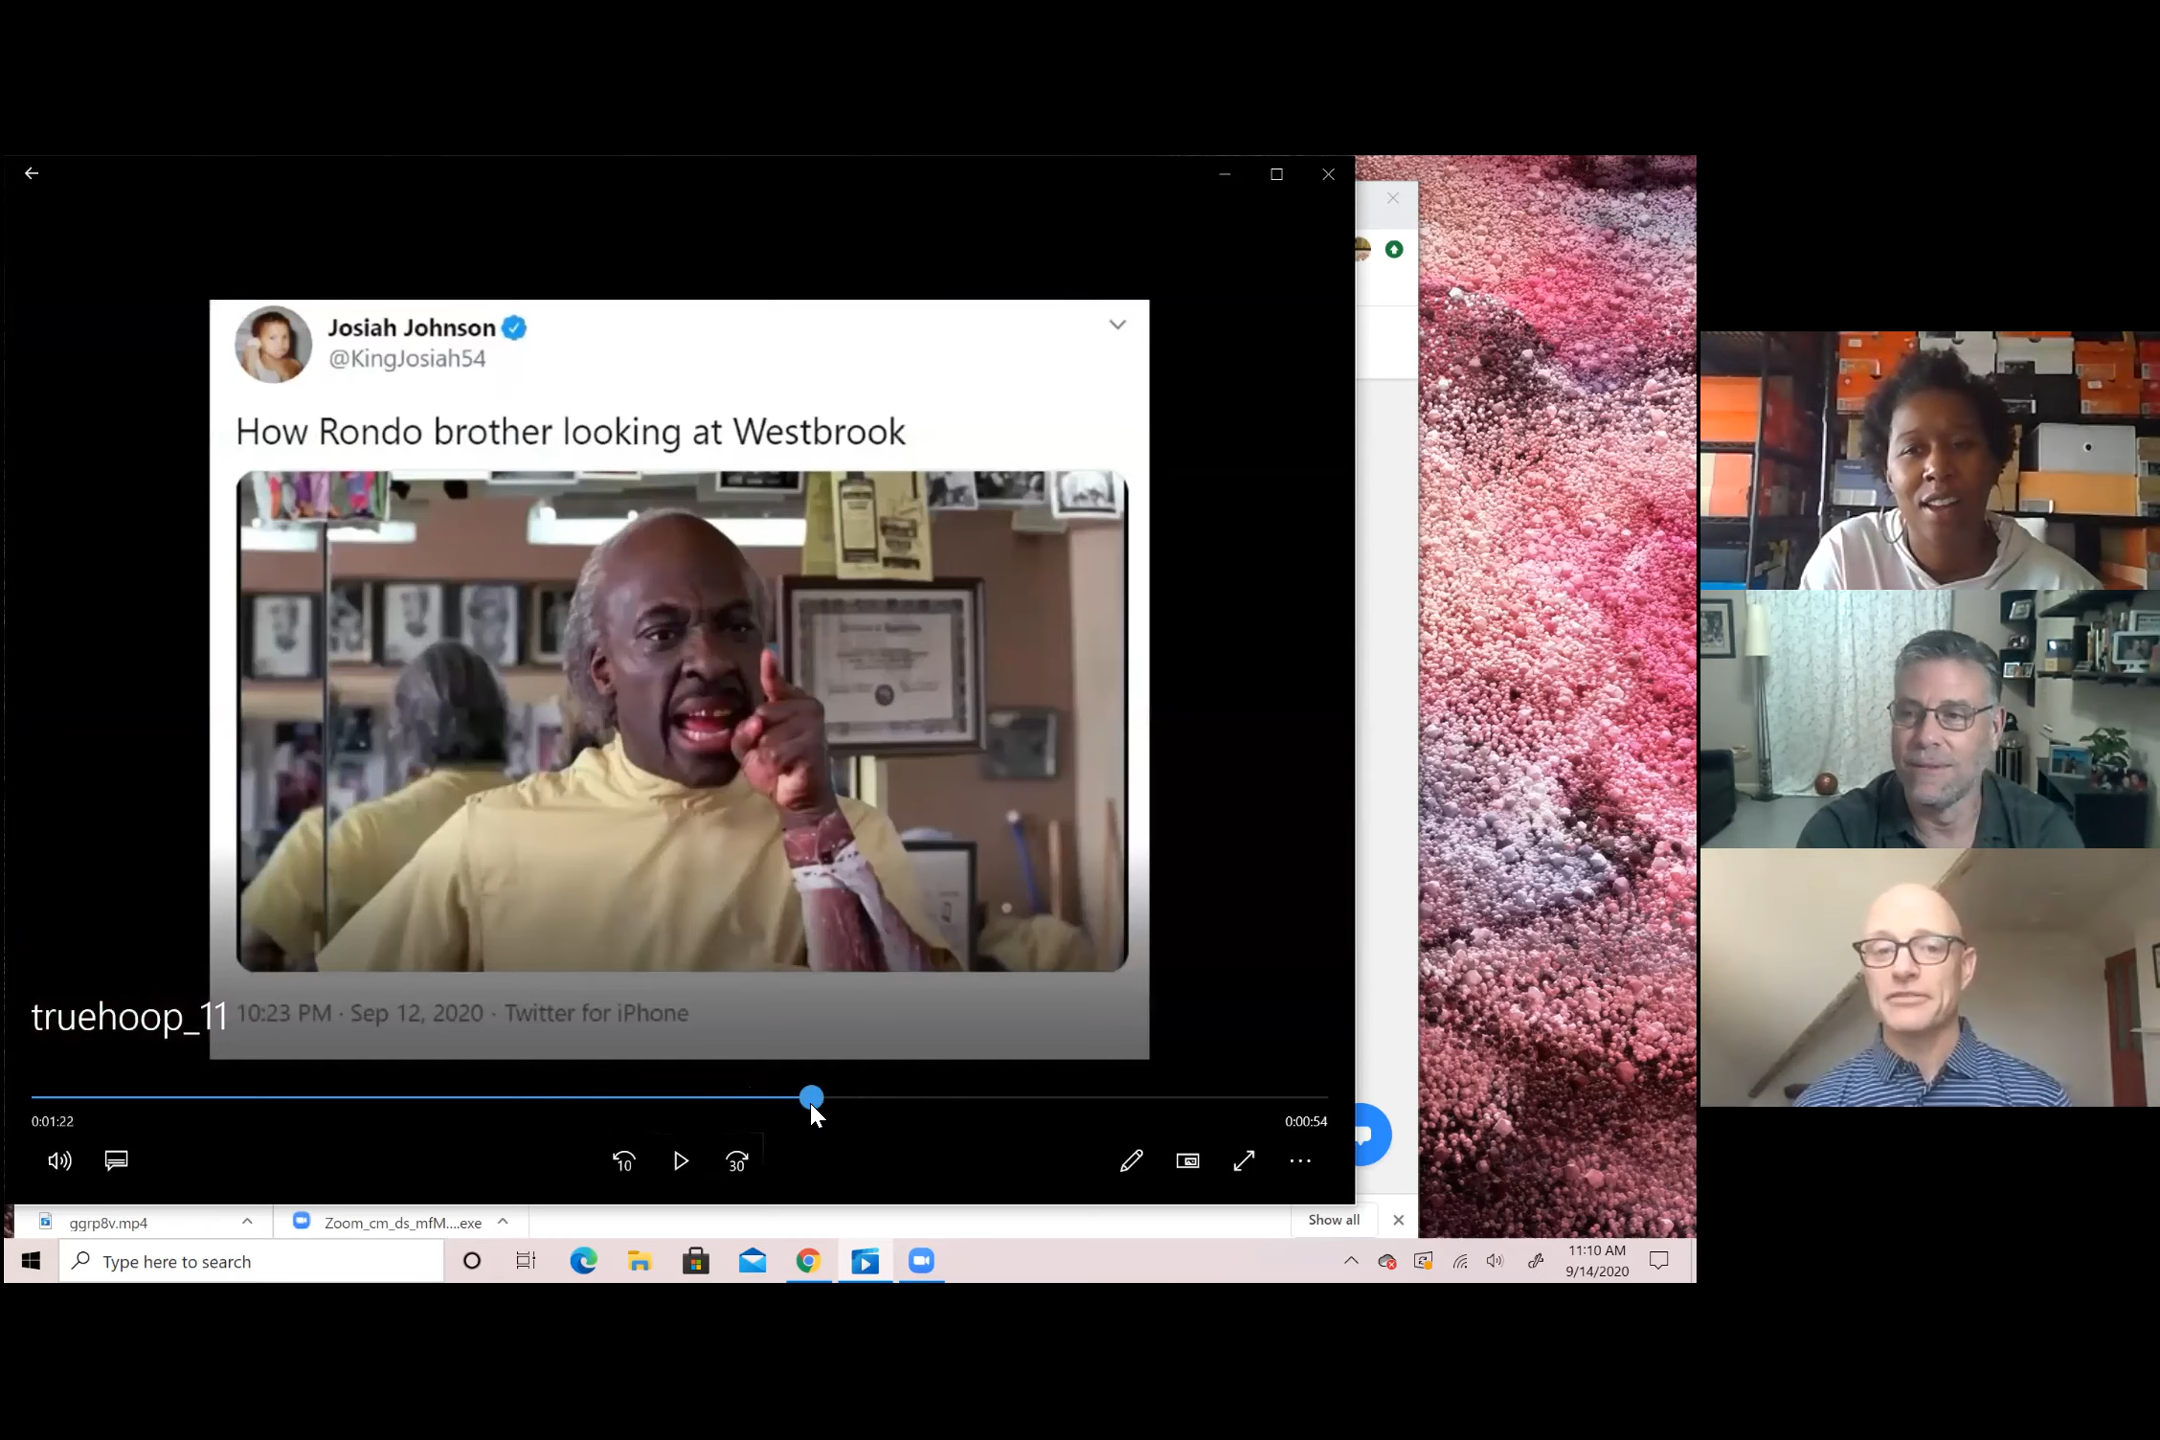 Josiah Johnson
@KingJosiah54
How Rondo brother looking at Westbrook
truehoop_11
10:23 PM · Sep 12, 2020 · Twitter for iPhone
0:01:22
0:00:54
10
30
ggrp8v.mp4
Zoom_cm_ds_mfM....exe
Show all
Type here to search
11:10 AM
9/14/2020